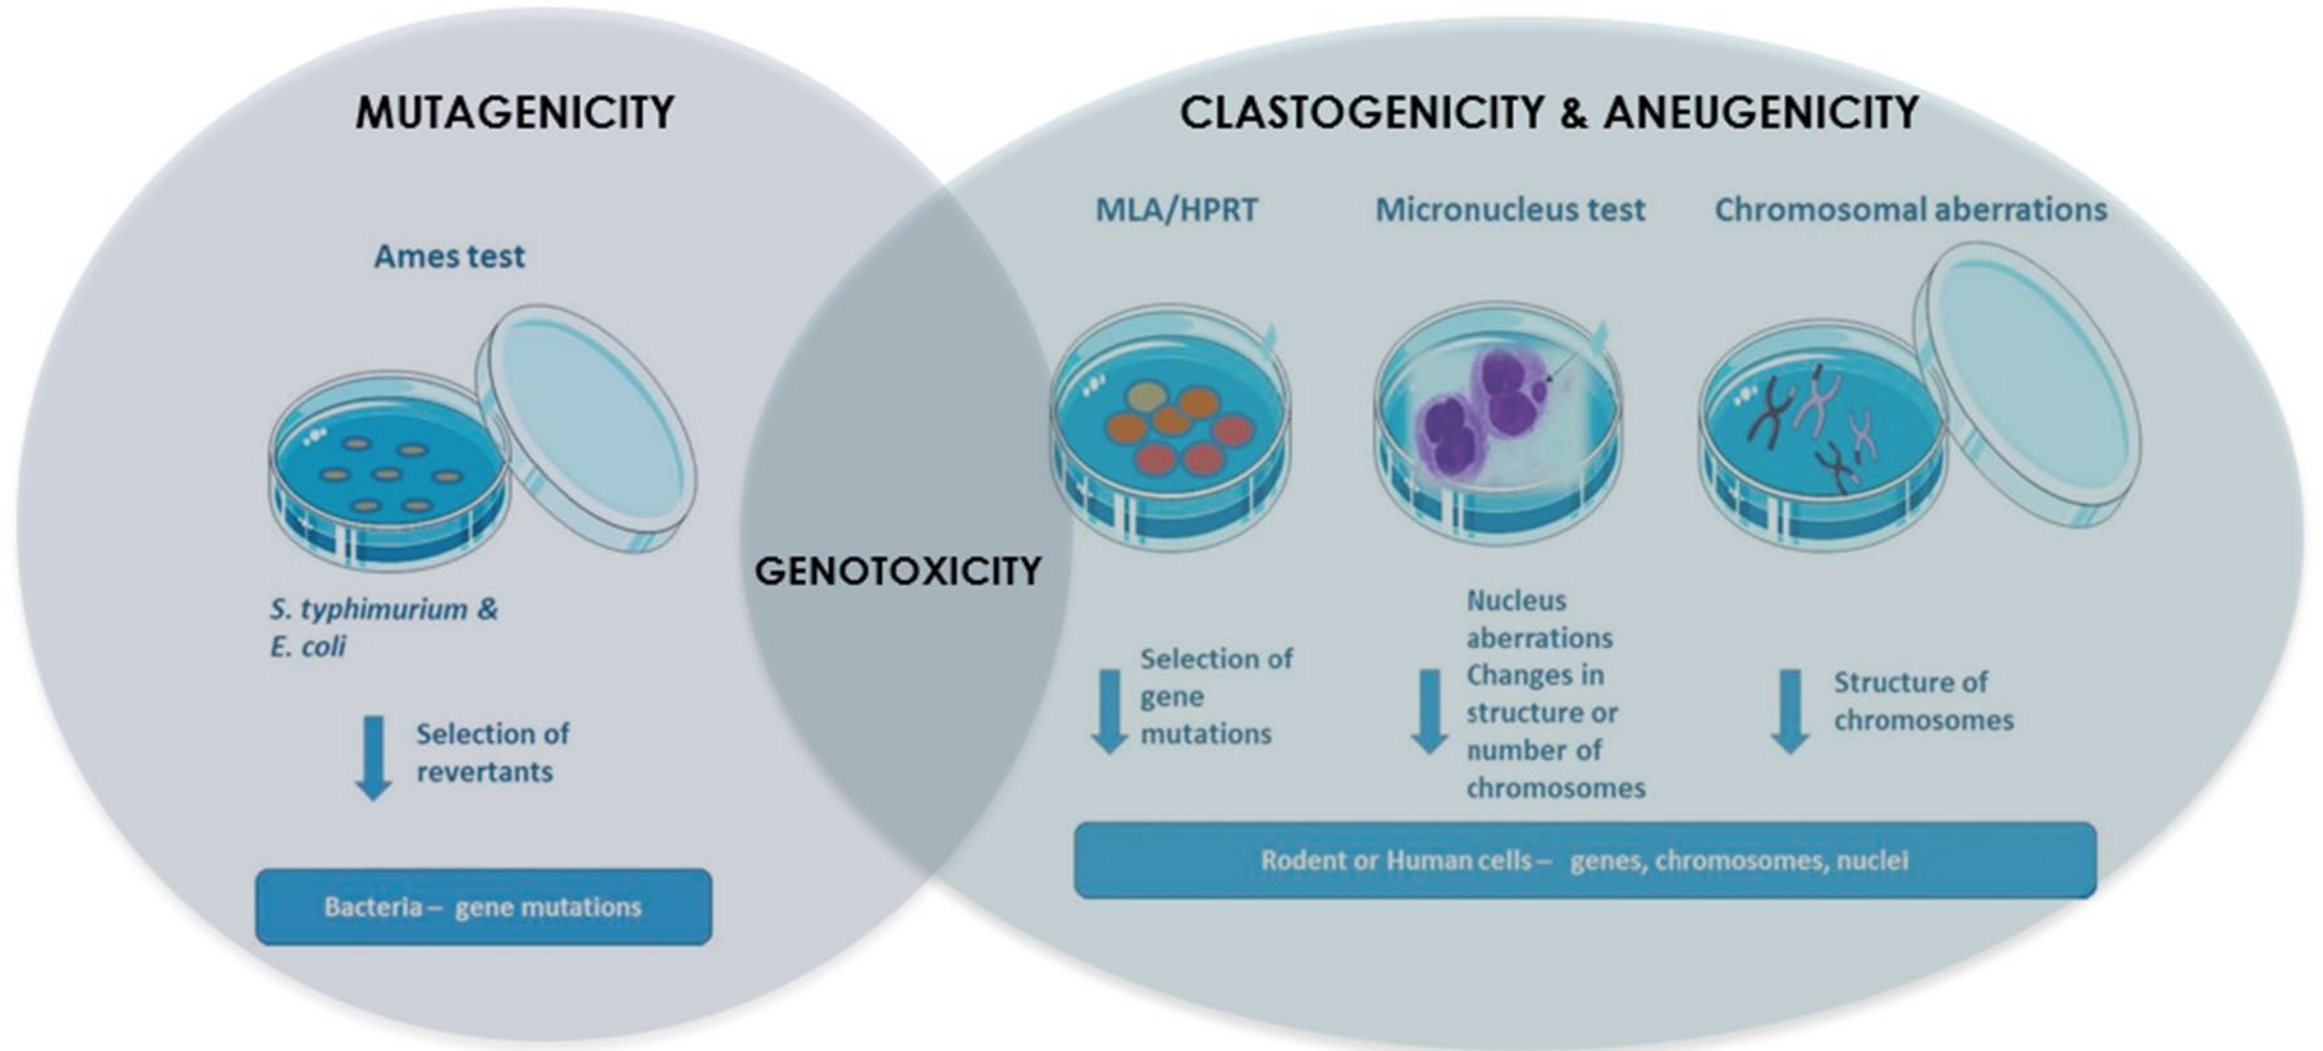 MUTAGENICITY
Ames test
S. typhimurium &
E. coli
Selection of
revertants
Bacteria – gene mutations
GENOTOXICITY
CLASTOGENICITY & ANEUGENICITY
MLA/HPRT
Selection of
gene
mutations
Micronucleus test
Nucleus
aberrations
Changes in
structure or
number of
chromosomes
Chromosomal aberrations
Structure of
chromosomes
Rodent or Human cells – genes, chromosomes, nuclei